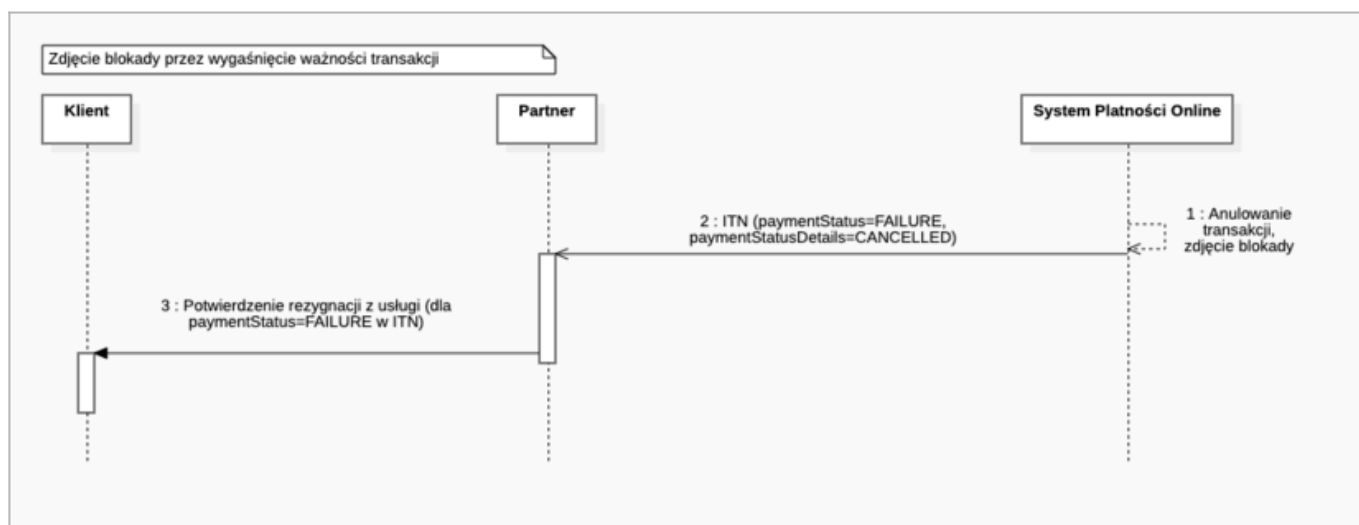 Zdjęcie blokady przez wygaśnięcie ważności transakcji
Klient
Partner
System Platności Online
1 : Anulowanie
transakcji,
zdjęcie blokady
2 : ITN (paymentStatus=FAILURE,
paymentStatusDetails=CANCELLED)
3 : Potwierdzenie rezygnacji z usługi (dla
paymentStatus=FAILURE w ITN)